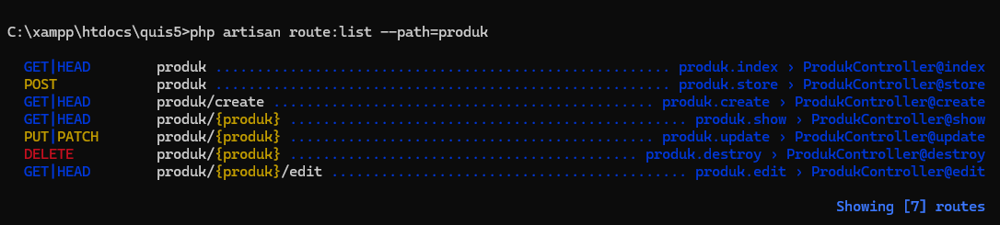 C:\xampp\htdocs\quis5>php artisan route:list --path=produk
GET|HEAD produk ....................................................... produk.index › ProdukController@index
POST produk ....................................................... produk.store › ProdukController@store
GET|HEAD produk/create .............................................. produk.create › ProdukController@create
GET|HEAD produk/{produk} ................................................ produk.show › ProdukController@show
PUT|PATCH produk/{produk} ............................................ produk.update › ProdukController@update
DELETE produk/{produk} .......................................... produk.destroy › ProdukController@destroy
GET|HEAD produk/{produk}/edit ........................................... produk.edit › ProdukController@edit
Showing [7] routes